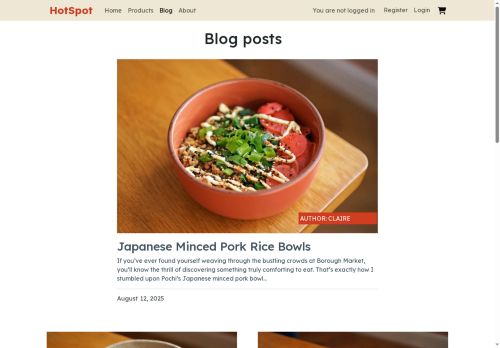 HotSpot Home Products Blog About You are not logged in Register Login
Blog posts
AUTHOR: CLAIRE
Japanese Minced Pork Rice Bowls
If you've ever found yourself weaving through the bustling crowds at Borough Market,
you'll know the thrill of discovering something truly comforting to eat. That's exactly how I
stumbled upon Pochi's Japanese minced pork bowl...
August 12, 2025